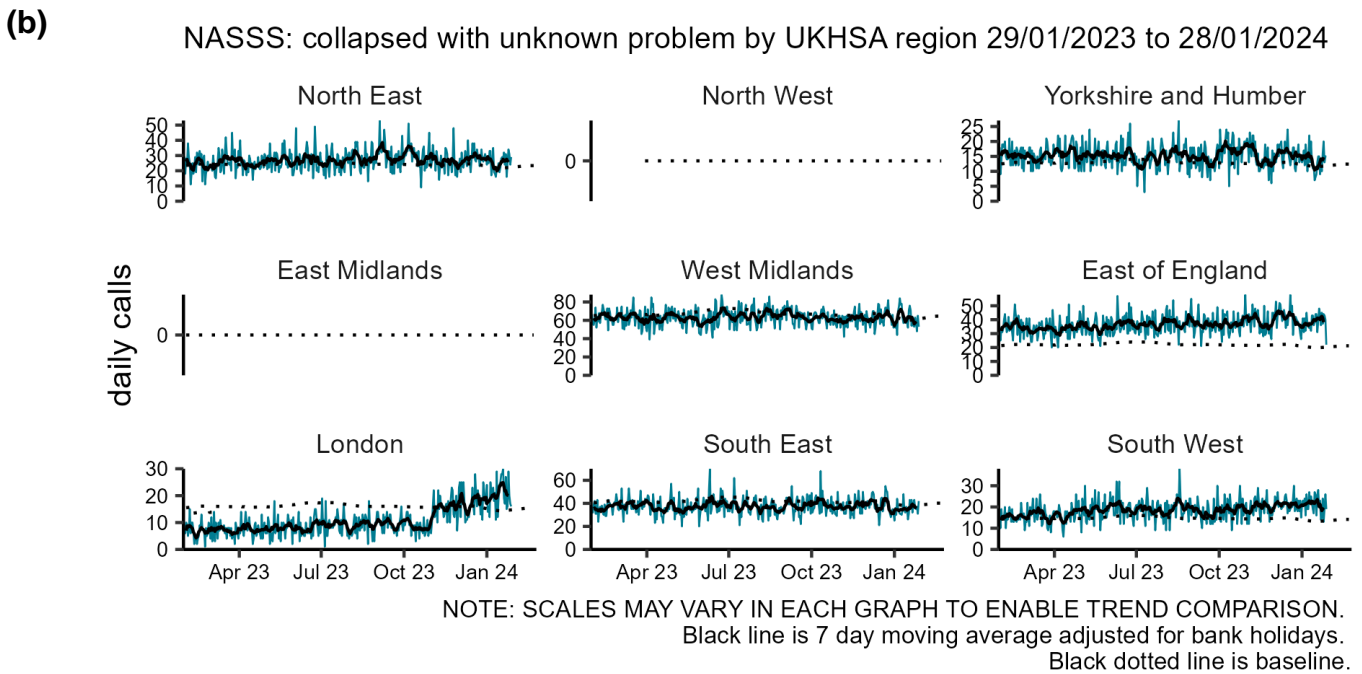 (b)
NASSS: collapsed with unknown problem by UKHSA region 29/01/2023 to 28/01/2024
daily calls
North East
50
40
30
20
10
0
North West
0
Yorkshire and Humber
25
20
15
10
5
0
East Midlands
0
West Midlands
80
60
40
20
0
East of England
50
40
30
20
10
0
London
30
20
10
0
South East
60
40
20
0
South West
30
20
10
0
Apr 23 Jul 23 Oct 23 Jan 24
Apr 23 Jul 23 Oct 23 Jan 24
Apr 23 Jul 23 Oct 23 Jan 24
NOTE: SCALES MAY VARY IN EACH GRAPH TO ENABLE TREND COMPARISON.
Black line is 7 day moving average adjusted for bank holidays.
Black dotted line is baseline.